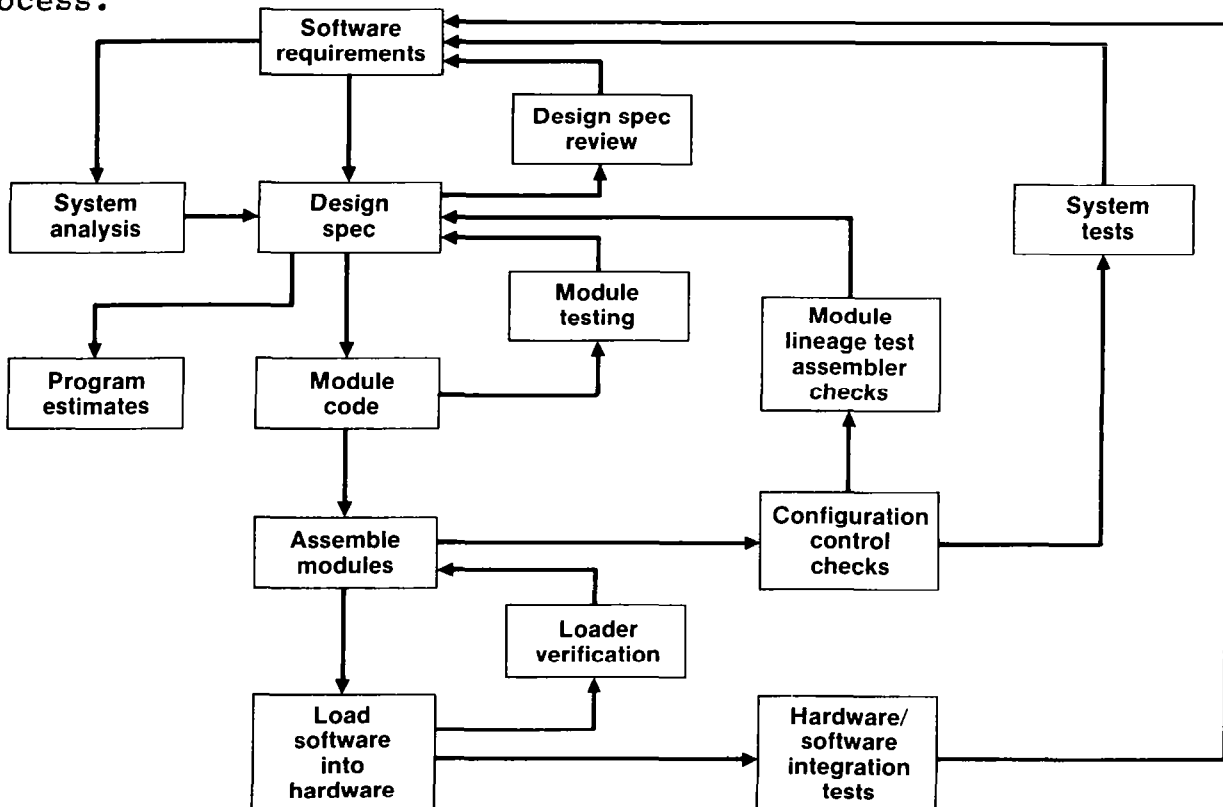 ocess.
Software
requirements
Design spec
review
System
analysis
Design
spec
System
tests
Module
testing
Module
lineage test
assembler
checks
Program
estimates
Module
code
Assemble
modules
Configuration
control
checks
Loader
verification
Load
software
into
hardware
Hardware/
software
integration
tests